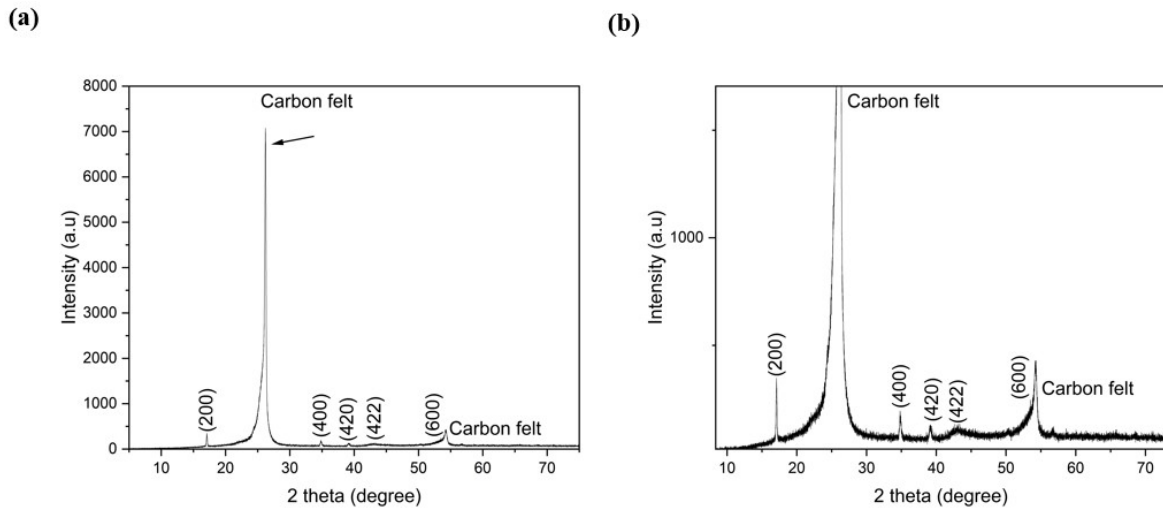 (a)
(b)
8000
7000
6000
5000
4000
3000
2000
1000
0
Intensity (a.u)
Carbon felt
(200)
(400)
(420)
(422)
(600)
Carbon felt
10 20 30 40 50 60 70
2 theta (degree)
1000
Intensity (a.u)
Carbon felt
(200)
(400)
(420)
(422)
(600)
Carbon felt
10 20 30 40 50 60 70
2 theta (degree)